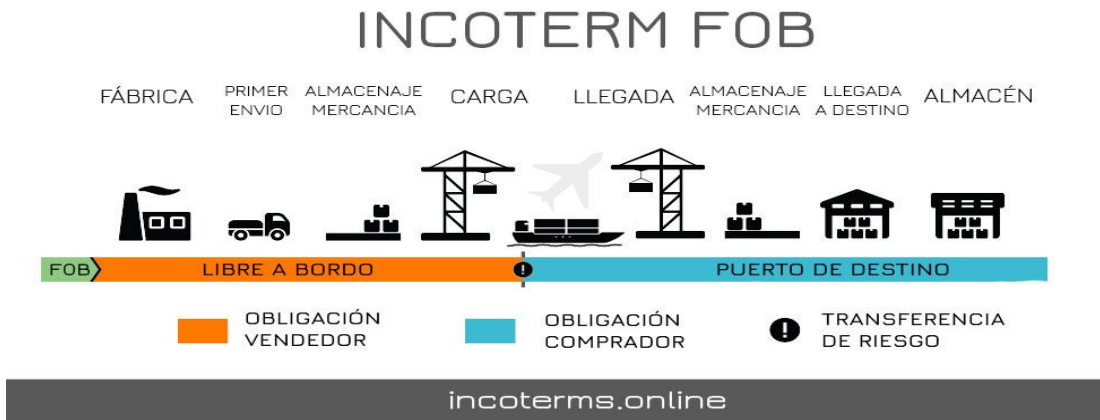 INCOTERM FOB
FÁBRICA
PRIMER
ENVIO
ALMACENAJE
MERCANCIA
CARGA
LLEGADA
ALMACENAJE
MERCANCIA
LLEGADA
A DESTINO
ALMACÉN
FOB
LIBRE A BORDO
PUERTO DE DESTINO
OBLIGACIÓN
VENDEDOR
OBLIGACIÓN
COMPRADOR
TRANSFERENCIA
DE RIESGO
incoterms.online